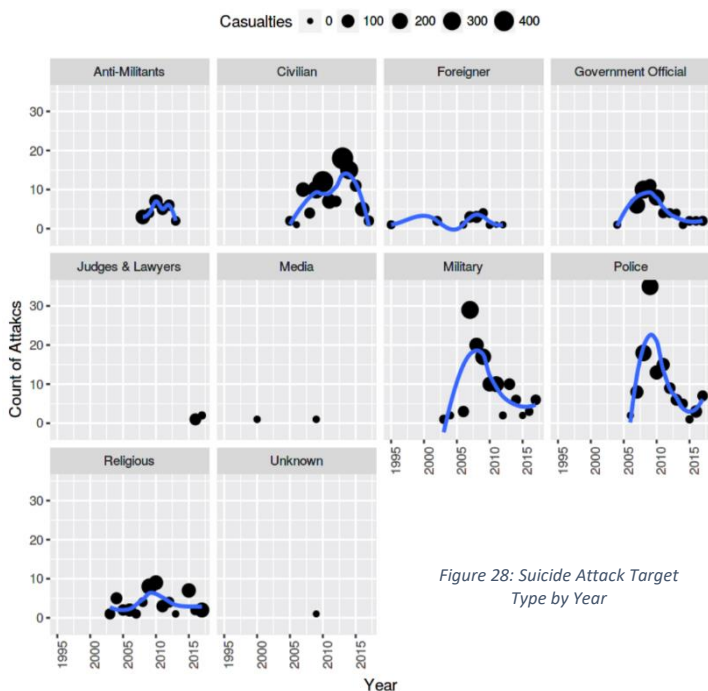 Casualties 0 100 200 300 400
Anti-Militants Civilian Foreigner Government Official
30
20
10
0
Judges & Lawyers Media Military Police
30
20
10
0
1995 2000 2005 2010 2015 1995 2000 2005 2010 2015
Religious Unknown
30
20
10
0
1995 2000 2005 2010 2015 1995 2000 2005 2010 2015
Count of Attakcs
Year
Figure 28: Suicide Attack Target
Type by Year